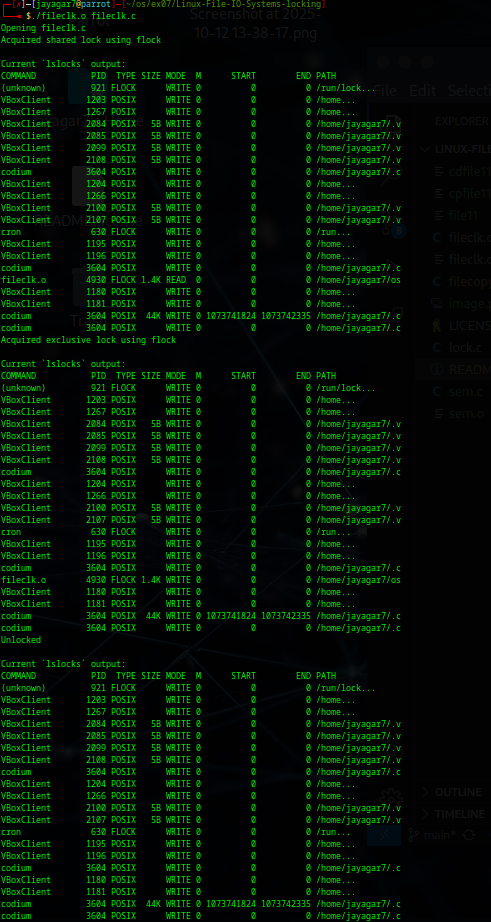 [x]-[jayagar7@parrot]-[~/os/ex07/Linux-File-IO-Systems-locking]
$./fileclk.o fileclk.c
Opening fileclk.c
Acquired shared lock using flock
Current `lslocks` output:
COMMAND PID TYPE SIZE MODE M START END PATH
(unknown) 921 FLOCK WRITE 0 0 0 /run/lock...
VBoxClient 1203 POSIX WRITE 0 0 0 /home...
VBoxClient 1267 POSIX WRITE 0 0 0 /home...
VBoxClient 2084 POSIX 5B WRITE 0 0 0 /home/jayagar7/.v
VBoxClient 2085 POSIX 5B WRITE 0 0 0 /home/jayagar7/.v
VBoxClient 2099 POSIX 5B WRITE 0 0 0 /home/jayagar7/.v
VBoxClient 2108 POSIX 5B WRITE 0 0 0 /home/jayagar7/.v
codium 3604 POSIX WRITE 0 0 0 /home/jayagar7/.c
VBoxClient 1204 POSIX WRITE 0 0 0 /home...
VBoxClient 1266 POSIX WRITE 0 0 0 /home...
VBoxClient 2100 POSIX 5B WRITE 0 0 0 /home/jayagar7/.v
VBoxClient 2107 POSIX 5B WRITE 0 0 0 /home/jayagar7/.v
cron 630 FLOCK WRITE 0 0 0 /run...
VBoxClient 1195 POSIX WRITE 0 0 0 /home...
VBoxClient 1196 POSIX WRITE 0 0 0 /home...
codium 3604 POSIX WRITE 0 0 0 /home/jayagar7/.c
fileclk.o 4930 FLOCK 1.4K READ 0 0 0 /home/jayagar7/os
VBoxClient 1180 POSIX WRITE 0 0 0 /home...
VBoxClient 1181 POSIX WRITE 0 0 0 /home...
codium 3604 POSIX 44K WRITE 0 1073741824 1073742335 /home/jayagar7/.c
codium 3604 POSIX WRITE 0 0 0 /home/jayagar7/.c
Acquired exclusive lock using flock
Current `lslocks` output:
COMMAND PID TYPE SIZE MODE M START END PATH
(unknown) 921 FLOCK WRITE 0 0 0 /run/lock...
VBoxClient 1203 POSIX WRITE 0 0 0 /home...
VBoxClient 1267 POSIX WRITE 0 0 0 /home...
VBoxClient 2084 POSIX 5B WRITE 0 0 0 /home/jayagar7/.v
VBoxClient 2085 POSIX 5B WRITE 0 0 0 /home/jayagar7/.v
VBoxClient 2099 POSIX 5B WRITE 0 0 0 /home/jayagar7/.v
VBoxClient 2108 POSIX 5B WRITE 0 0 0 /home/jayagar7/.v
codium 3604 POSIX WRITE 0 0 0 /home/jayagar7/.c
VBoxClient 1204 POSIX WRITE 0 0 0 /home...
VBoxClient 1266 POSIX WRITE 0 0 0 /home...
VBoxClient 2100 POSIX 5B WRITE 0 0 0 /home/jayagar7/.v
VBoxClient 2107 POSIX 5B WRITE 0 0 0 /home/jayagar7/.v
cron 630 FLOCK WRITE 0 0 0 /run...
VBoxClient 1195 POSIX WRITE 0 0 0 /home...
VBoxClient 1196 POSIX WRITE 0 0 0 /home...
codium 3604 POSIX WRITE 0 0 0 /home/jayagar7/.c
fileclk.o 4930 FLOCK 1.4K WRITE 0 0 0 /home/jayagar7/os
VBoxClient 1180 POSIX WRITE 0 0 0 /home...
VBoxClient 1181 POSIX WRITE 0 0 0 /home...
codium 3604 POSIX 44K WRITE 0 1073741824 1073742335 /home/jayagar7/.c
codium 3604 POSIX WRITE 0 0 0 /home/jayagar7/.c
Unlocked
Current `lslocks` output:
COMMAND PID TYPE SIZE MODE M START END PATH
(unknown) 921 FLOCK WRITE 0 0 0 /run/lock...
VBoxClient 1203 POSIX WRITE 0 0 0 /home...
VBoxClient 1267 POSIX WRITE 0 0 0 /home...
VBoxClient 2084 POSIX 5B WRITE 0 0 0 /home/jayagar7/.v
VBoxClient 2085 POSIX 5B WRITE 0 0 0 /home/jayagar7/.v
VBoxClient 2099 POSIX 5B WRITE 0 0 0 /home/jayagar7/.v
VBoxClient 2108 POSIX 5B WRITE 0 0 0 /home/jayagar7/.v
codium 3604 POSIX WRITE 0 0 0 /home/jayagar7/.c
VBoxClient 1204 POSIX WRITE 0 0 0 /home...
VBoxClient 1266 POSIX WRITE 0 0 0 /home...
VBoxClient 2100 POSIX 5B WRITE 0 0 0 /home/jayagar7/.v
VBoxClient 2107 POSIX 5B WRITE 0 0 0 /home/jayagar7/.v
cron 630 FLOCK WRITE 0 0 0 /run...
VBoxClient 1195 POSIX WRITE 0 0 0 /home...
VBoxClient 1196 POSIX WRITE 0 0 0 /home...
codium 3604 POSIX WRITE 0 0 0 /home/jayagar7/.c
VBoxClient 1180 POSIX WRITE 0 0 0 /home...
VBoxClient 1181 POSIX WRITE 0 0 0 /home...
codium 3604 POSIX 44K WRITE 0 1073741824 1073742335 /home/jayagar7/.c
codium 3604 POSIX WRITE 0 0 0 /home/jayagar7/.c
Screenshot at 2025-
10-12 13-38-17.png
File Edit
EXPLORER
file11
LICENS
lock.c
READM
sem.c
sem.o
OUTLINE
TIMELINE
main*